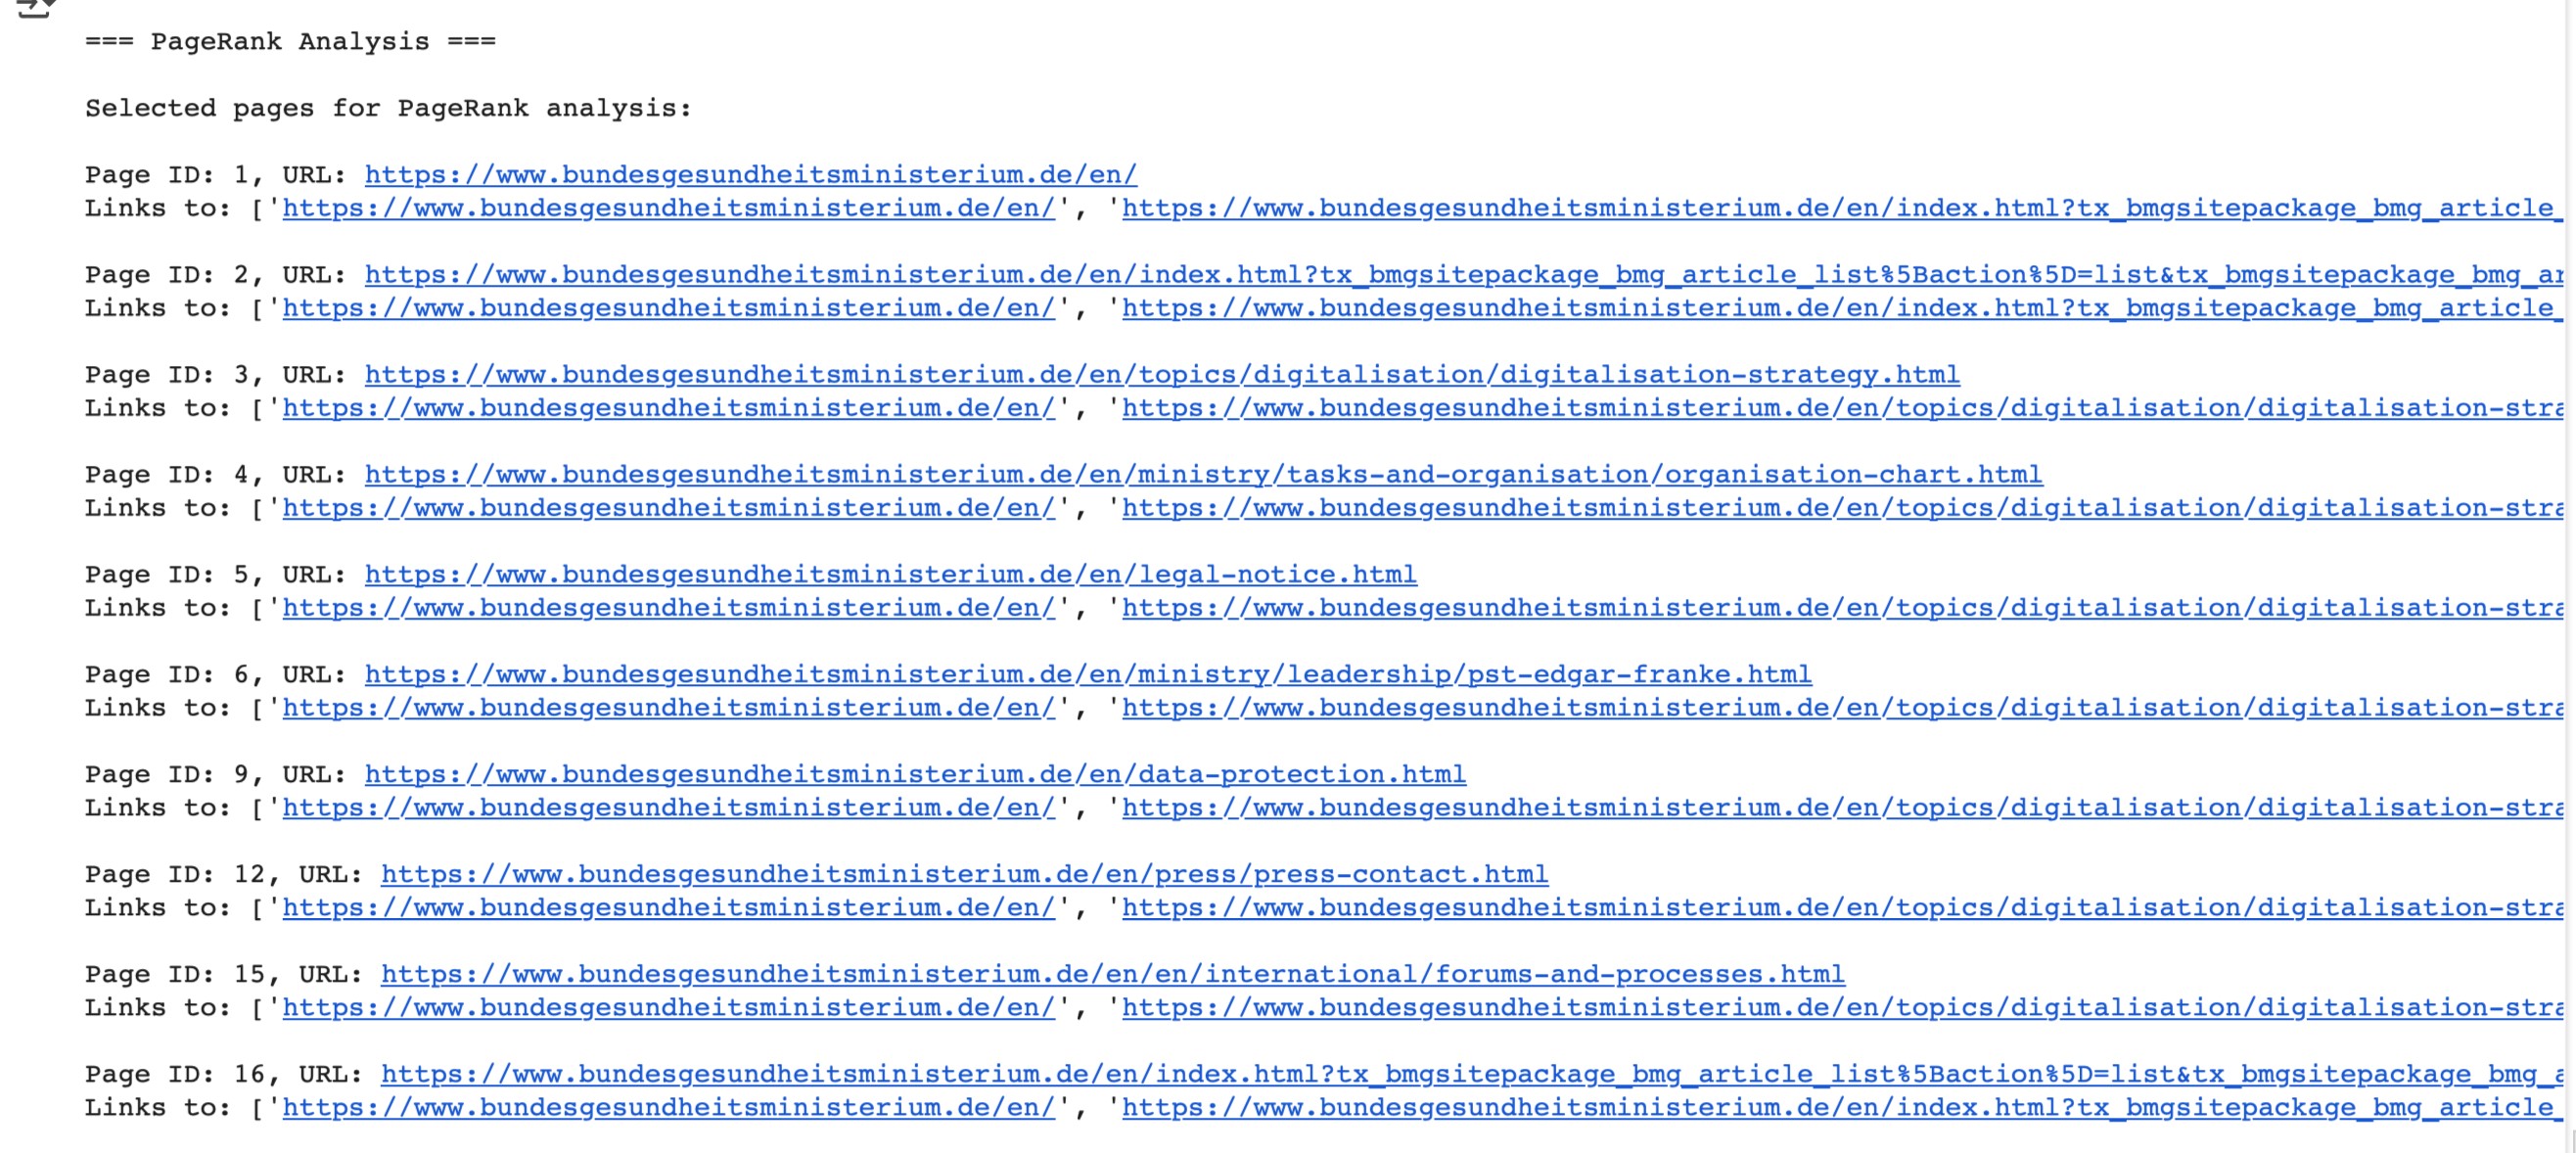 === PageRank Analysis ===
Selected pages for PageRank analysis:
Page ID: 1, URL: https://www.bundesgesundheitsministerium.de/en/
Links to: ['https://www.bundesgesundheitsministerium.de/en/', 'https://www.bundesgesundheitsministerium.de/en/index.html?tx_bmgsitepackage_bmg_article_
Page ID: 2, URL: https://www.bundesgesundheitsministerium.de/en/index.html?tx_bmgsitepackage_bmg_article_list%5Baction%5D=list&tx_bmgsitepackage_bmg_ar
Links to: ['https://www.bundesgesundheitsministerium.de/en/', 'https://www.bundesgesundheitsministerium.de/en/index.html?tx_bmgsitepackage_bmg_article_
Page ID: 3, URL: https://www.bundesgesundheitsministerium.de/en/topics/digitalisation/digitalisation-strategy.html
Links to: ['https://www.bundesgesundheitsministerium.de/en/', 'https://www.bundesgesundheitsministerium.de/en/topics/digitalisation/digitalisation-stra
Page ID: 4, URL: https://www.bundesgesundheitsministerium.de/en/ministry/tasks-and-organisation/organisation-chart.html
Links to: ['https://www.bundesgesundheitsministerium.de/en/', 'https://www.bundesgesundheitsministerium.de/en/topics/digitalisation/digitalisation-stra
Page ID: 5, URL: https://www.bundesgesundheitsministerium.de/en/legal-notice.html
Links to: ['https://www.bundesgesundheitsministerium.de/en/', 'https://www.bundesgesundheitsministerium.de/en/topics/digitalisation/digitalisation-stra
Page ID: 6, URL: https://www.bundesgesundheitsministerium.de/en/ministry/leadership/pst-edgar-franke.html
Links to: ['https://www.bundesgesundheitsministerium.de/en/', 'https://www.bundesgesundheitsministerium.de/en/topics/digitalisation/digitalisation-stra
Page ID: 9, URL: https://www.bundesgesundheitsministerium.de/en/data-protection.html
Links to: ['https://www.bundesgesundheitsministerium.de/en/', 'https://www.bundesgesundheitsministerium.de/en/topics/digitalisation/digitalisation-stra
Page ID: 12, URL: https://www.bundesgesundheitsministerium.de/en/press/press-contact.html
Links to: ['https://www.bundesgesundheitsministerium.de/en/', 'https://www.bundesgesundheitsministerium.de/en/topics/digitalisation/digitalisation-stra
Page ID: 15, URL: https://www.bundesgesundheitsministerium.de/en/en/international/forums-and-processes.html
Links to: ['https://www.bundesgesundheitsministerium.de/en/', 'https://www.bundesgesundheitsministerium.de/en/topics/digitalisation/digitalisation-stra
Page ID: 16, URL: https://www.bundesgesundheitsministerium.de/en/index.html?tx_bmgsitepackage_bmg_article_list%5Baction%5D=list&tx_bmgsitepackage_bmg_a
Links to: ['https://www.bundesgesundheitsministerium.de/en/', 'https://www.bundesgesundheitsministerium.de/en/index.html?tx_bmgsitepackage_bmg_article_